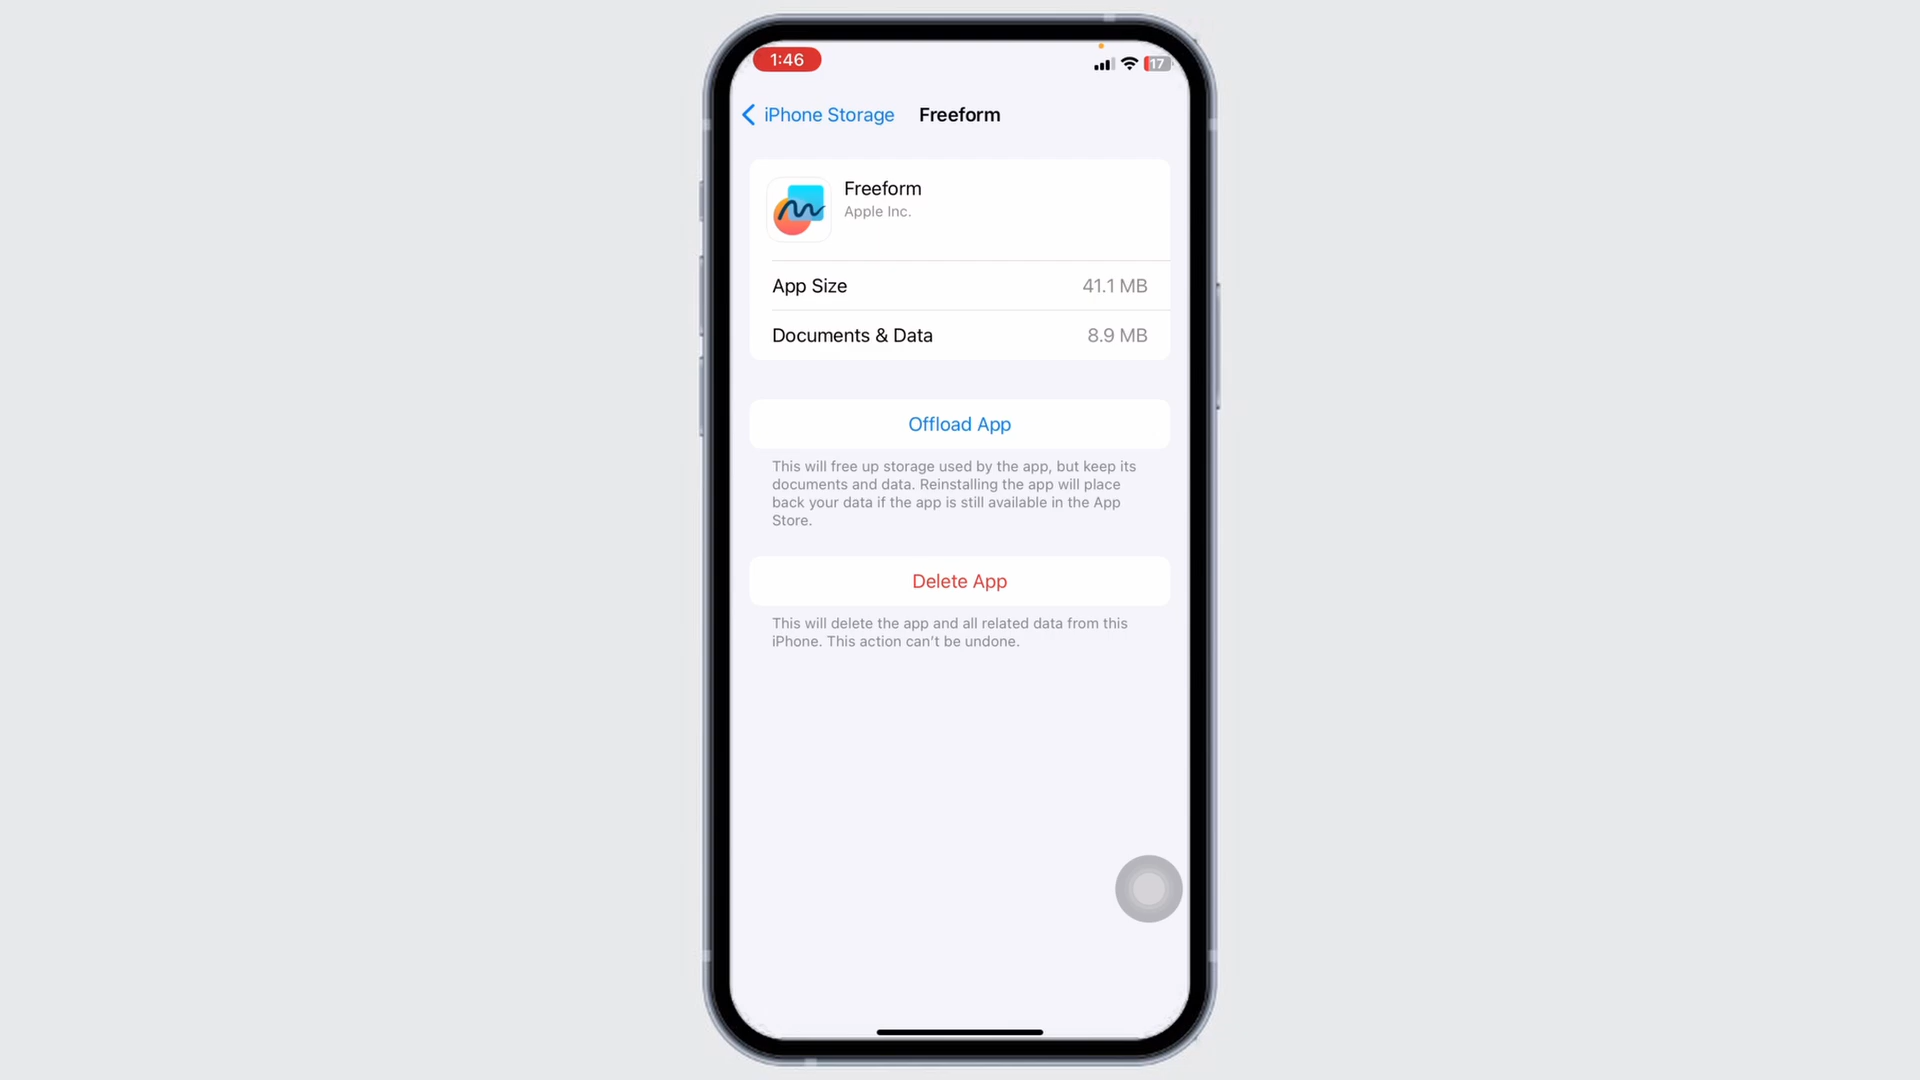 1:46
17
iPhone Storage
Freeform
Freeform
Apple Inc.
App Size
41.1 MB
Documents & Data
8.9 MB
Offload App
This will free up storage used by the app, but keep its
documents and data. Reinstalling the app will place
back your data if the app is still available in the App
Store.
Delete App
This will delete the app and all related data from this
iPhone. This action can't be undone.